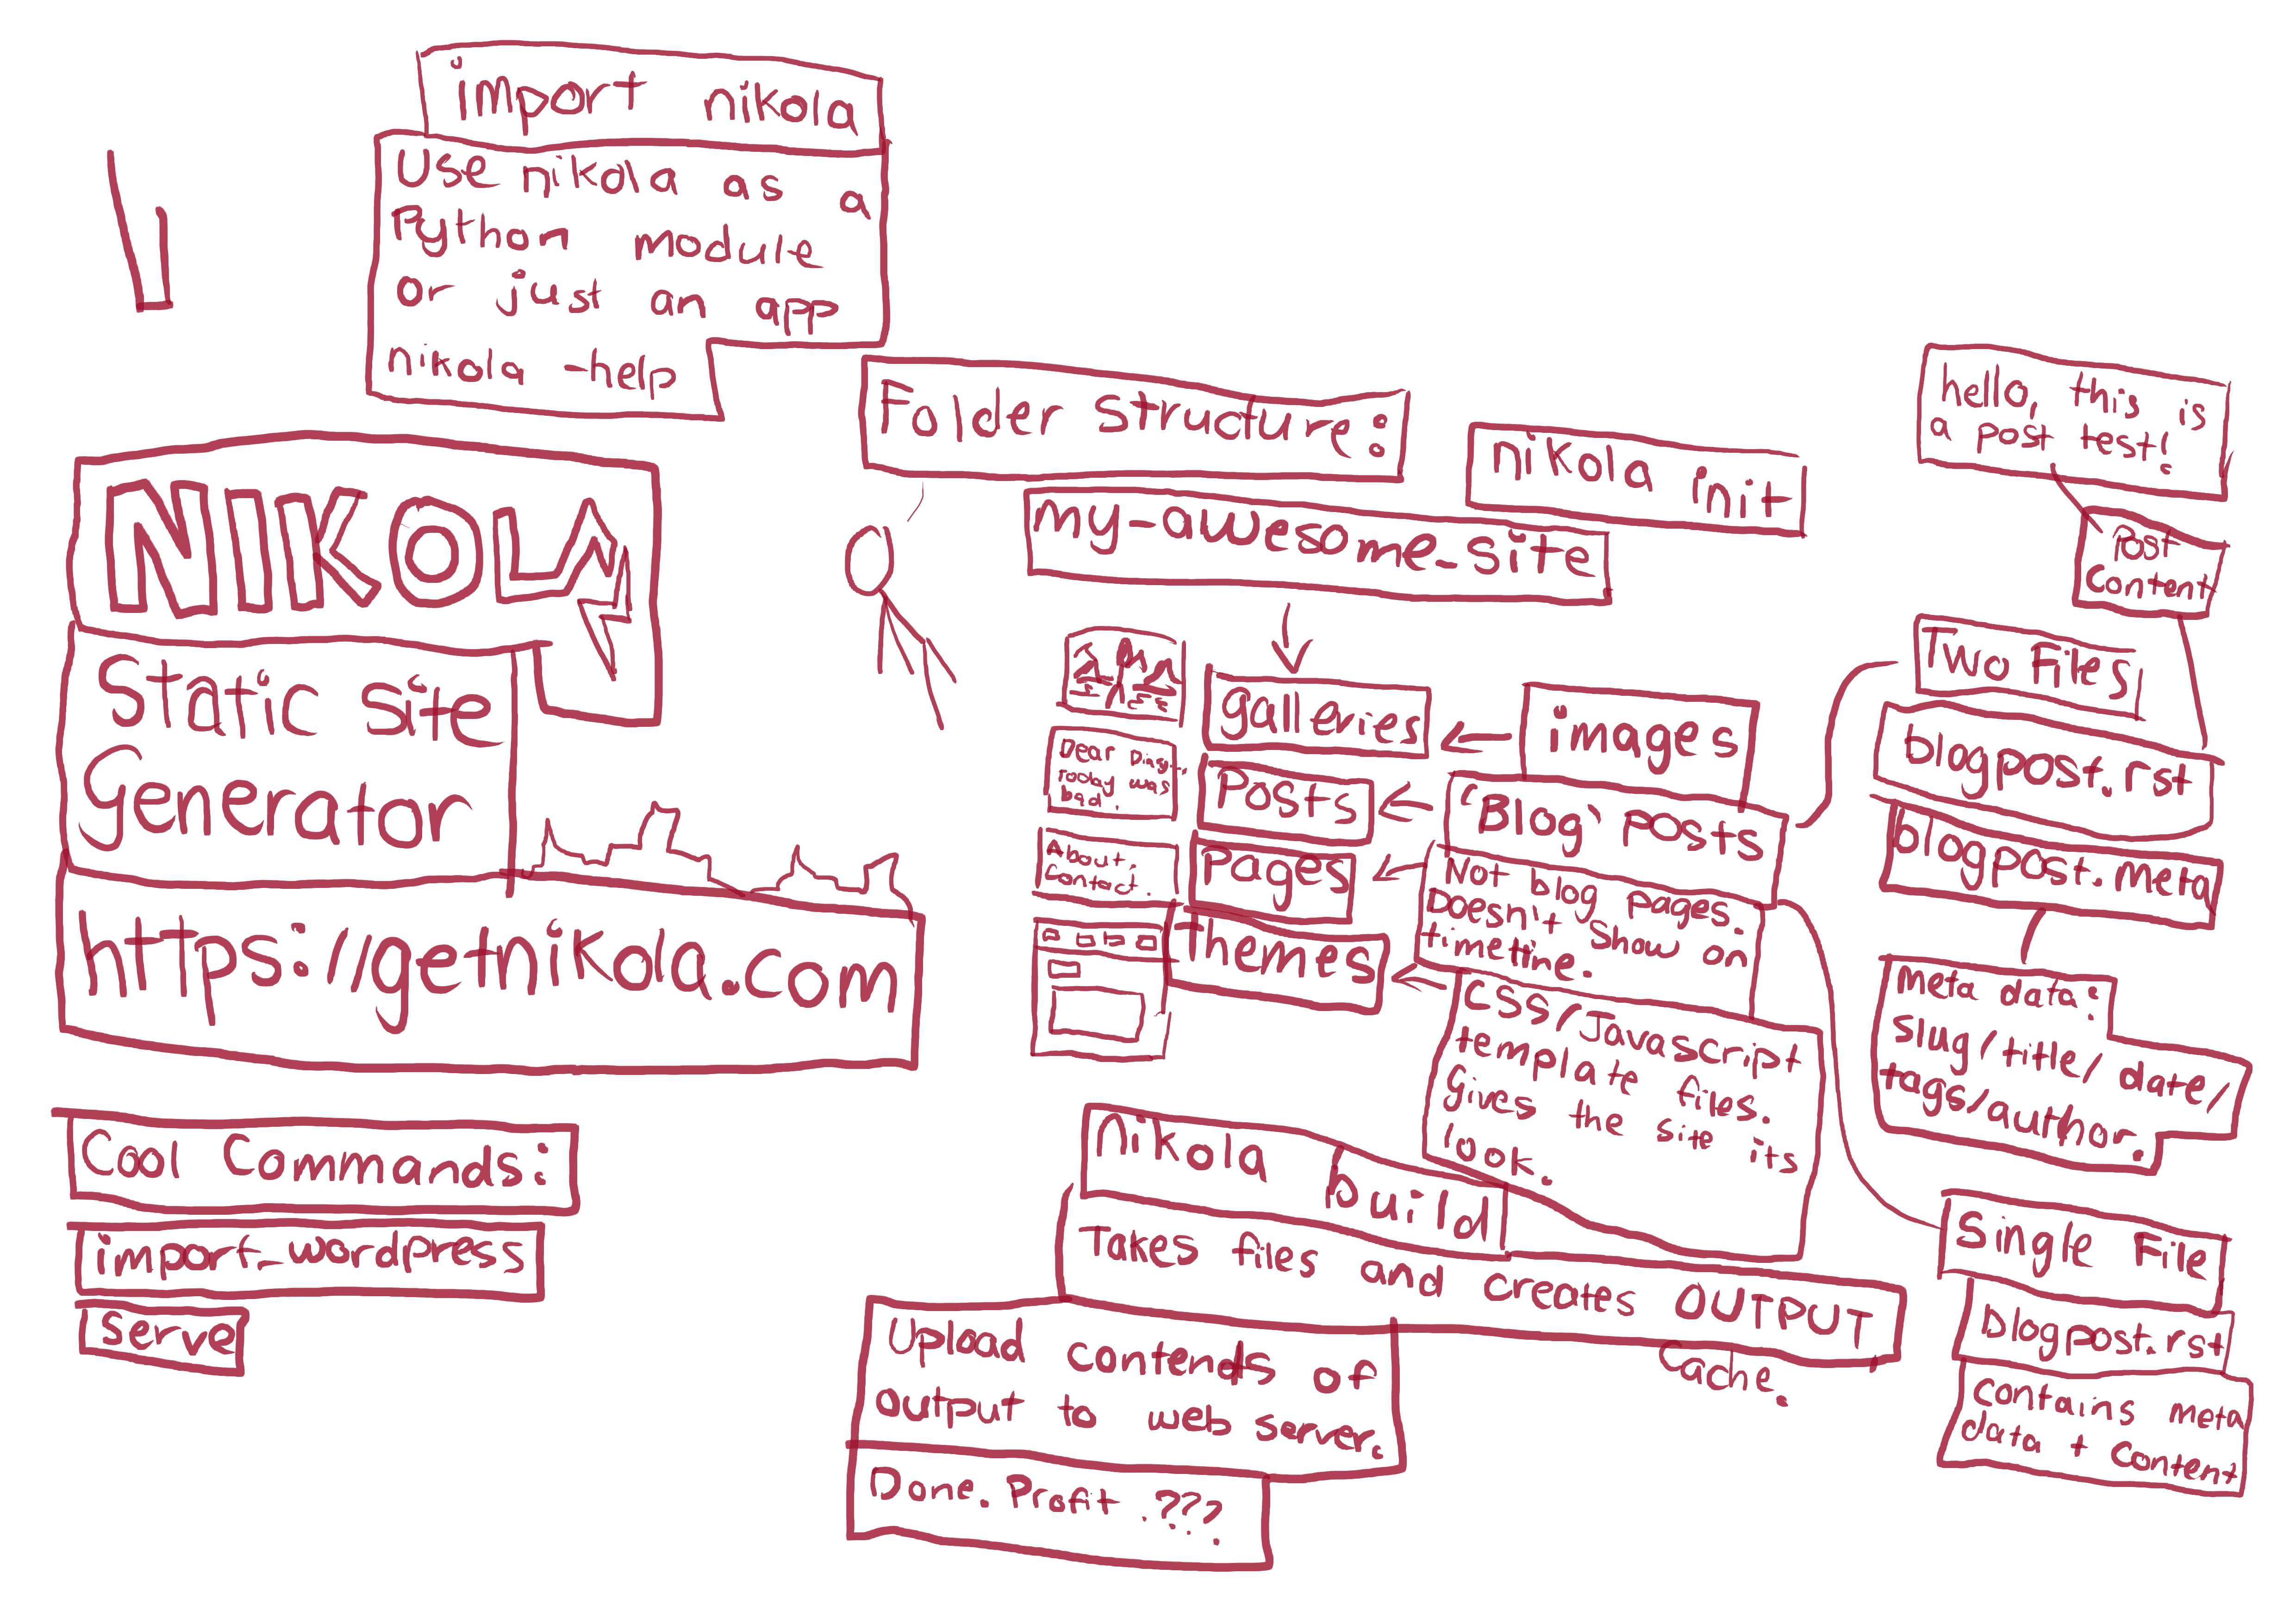 import nikola
Use nikola as a
Python module
or just an app
nikola -help
NIKOLA
Static site
Generator
https://getnikola.com
Cool Commands:
import_wordpress
Serve
Folder Structure:
nikola init
my-awesome-site
galleries
images
Dear Diary..
today was
bad.
Posts
'Blog' posts
About.
Contact.
Pages
Not blog pages.
Doesn't show on
timeline.
Themes
CSS/Javascript
template files.
Gives the site its
look.
Nikola build
Takes files and creates OUTPUT
Cache.
Upload contends of
output to web server.
Done. Profit .???
hello, this is
a post test!
Post
Content
Two Files
blogpost.rst
blogpost.meta
Meta data:
slug/title/date/
tags/author.
Single File
blogpost.rst
contains meta
data + content